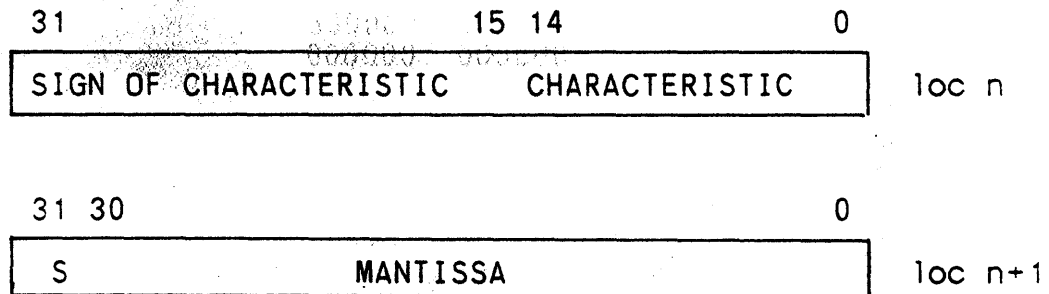 31 15 14 0
SIGN OF CHARACTERISTIC CHARACTERISTIC loc n
31 30 0
S MANTISSA loc n+1